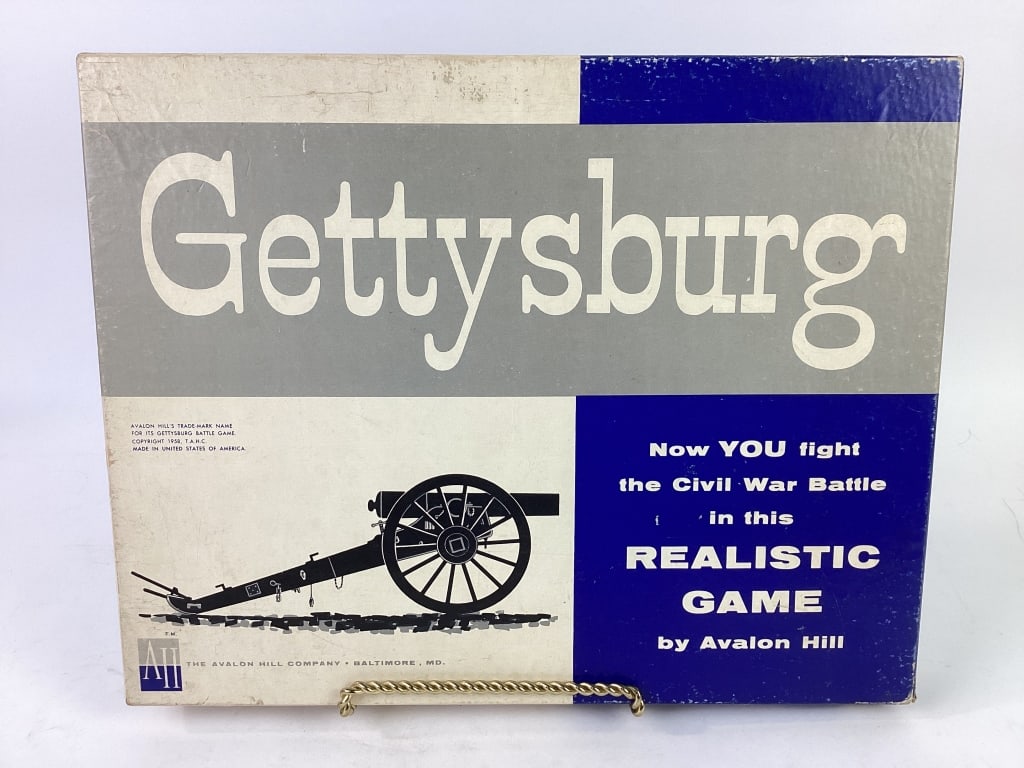 Gettysburg
AVALON HILL'S TRADE-MARK NAME
FOR ITS GETTYSBURG BATTLE GAME.
COPYRIGHT 1958, T.A.H.C.
MADE IN UNITED STATES OF AMERICA.
Now YOU fight
the Civil War Battle
in this
REALISTIC
GAME
by Avalon Hill
T.M.
AH
THE AVALON HILL COMPANY • BALTIMORE, MD.